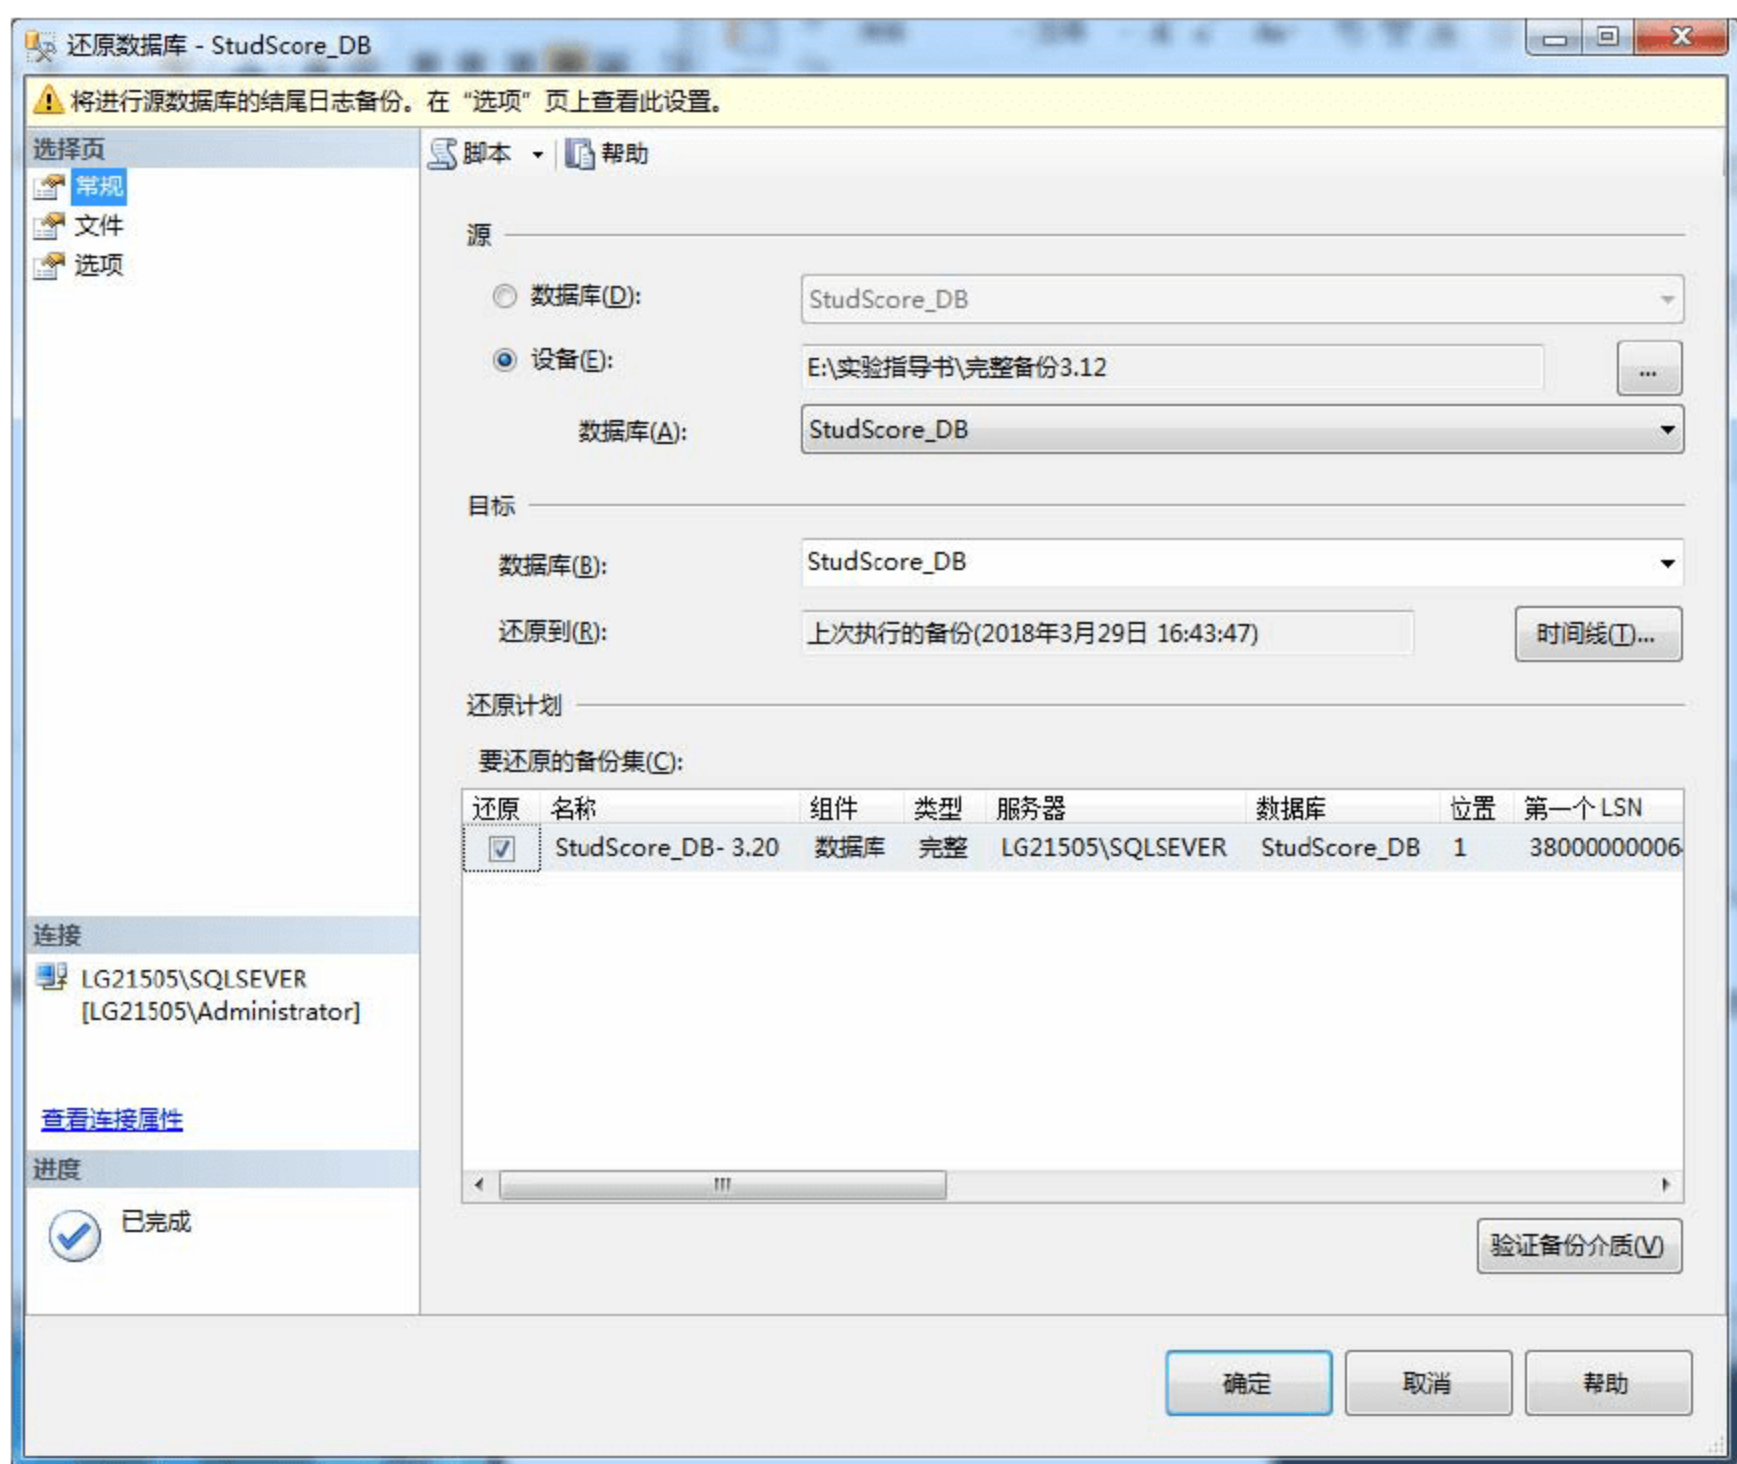 还原数据库 - StudScore_DB
将进行源数据库的结尾日志备份。在“选项”页上查看此设置。
选择页
常规
文件
选项
脚本
帮助
源
数据库(D):
StudScore_DB
设备(E):
E:\实验指导书\完整备份3.12
...
数据库(A):
StudScore_DB
目标
数据库(B):
StudScore_DB
还原到(R):
上次执行的备份(2018年3月29日 16:43:47)
时间线(T)...
还原计划
要还原的备份集(C):
还原 名称 组件 类型 服务器 数据库 位置 第一个 LSN
StudScore_DB- 3.20 数据库 完整 LG21505\SQLSEVER StudScore_DB 1 38000000006
连接
LG21505\SQLSEVER
[LG21505\Administrator]
查看连接属性
进度
已完成
验证备份介质(V)
确定
取消
帮助